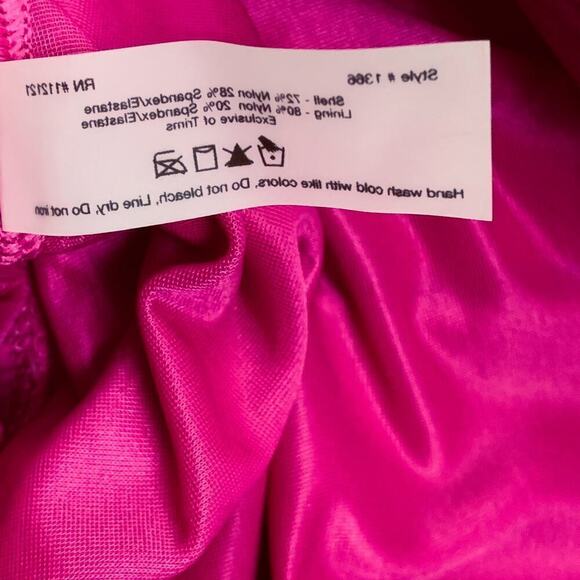 Style # 1366 RN #112121
Shell - 72% Nylon 28% Spandex/Elastane
Lining - 80% Nylon 20% Spandex/Elastane
Exclusive of Trims
Hand wash cold with like colors, Do not bleach, Line dry, Do not iron